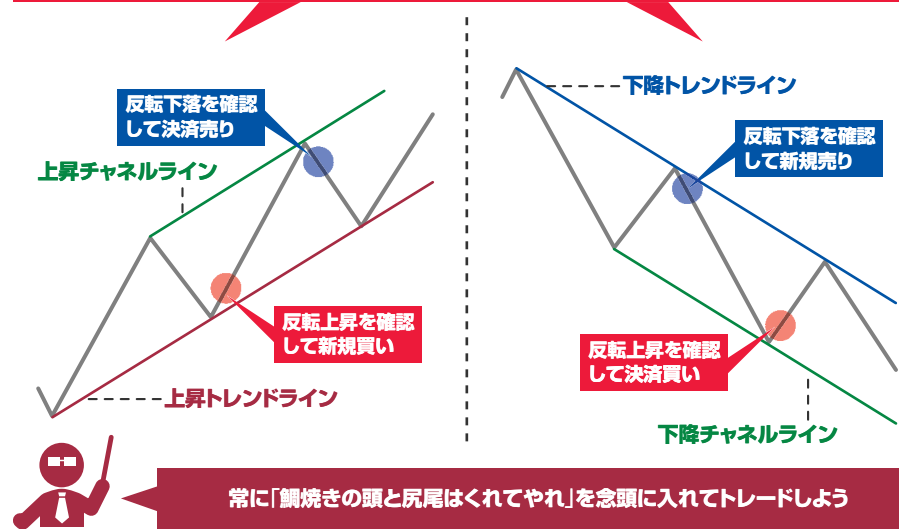 反転下落を確認
して決済売り
上昇チャネルライン
反転上昇を確認
して新規買い
上昇トレンドライン
下降トレンドライン
反転下落を確認
して新規売り
反転上昇を確認
して決済買い
下降チャネルライン
常に「鯛焼きの頭と尻尾はくれてやれ」を念頭に入れてトレードしよう